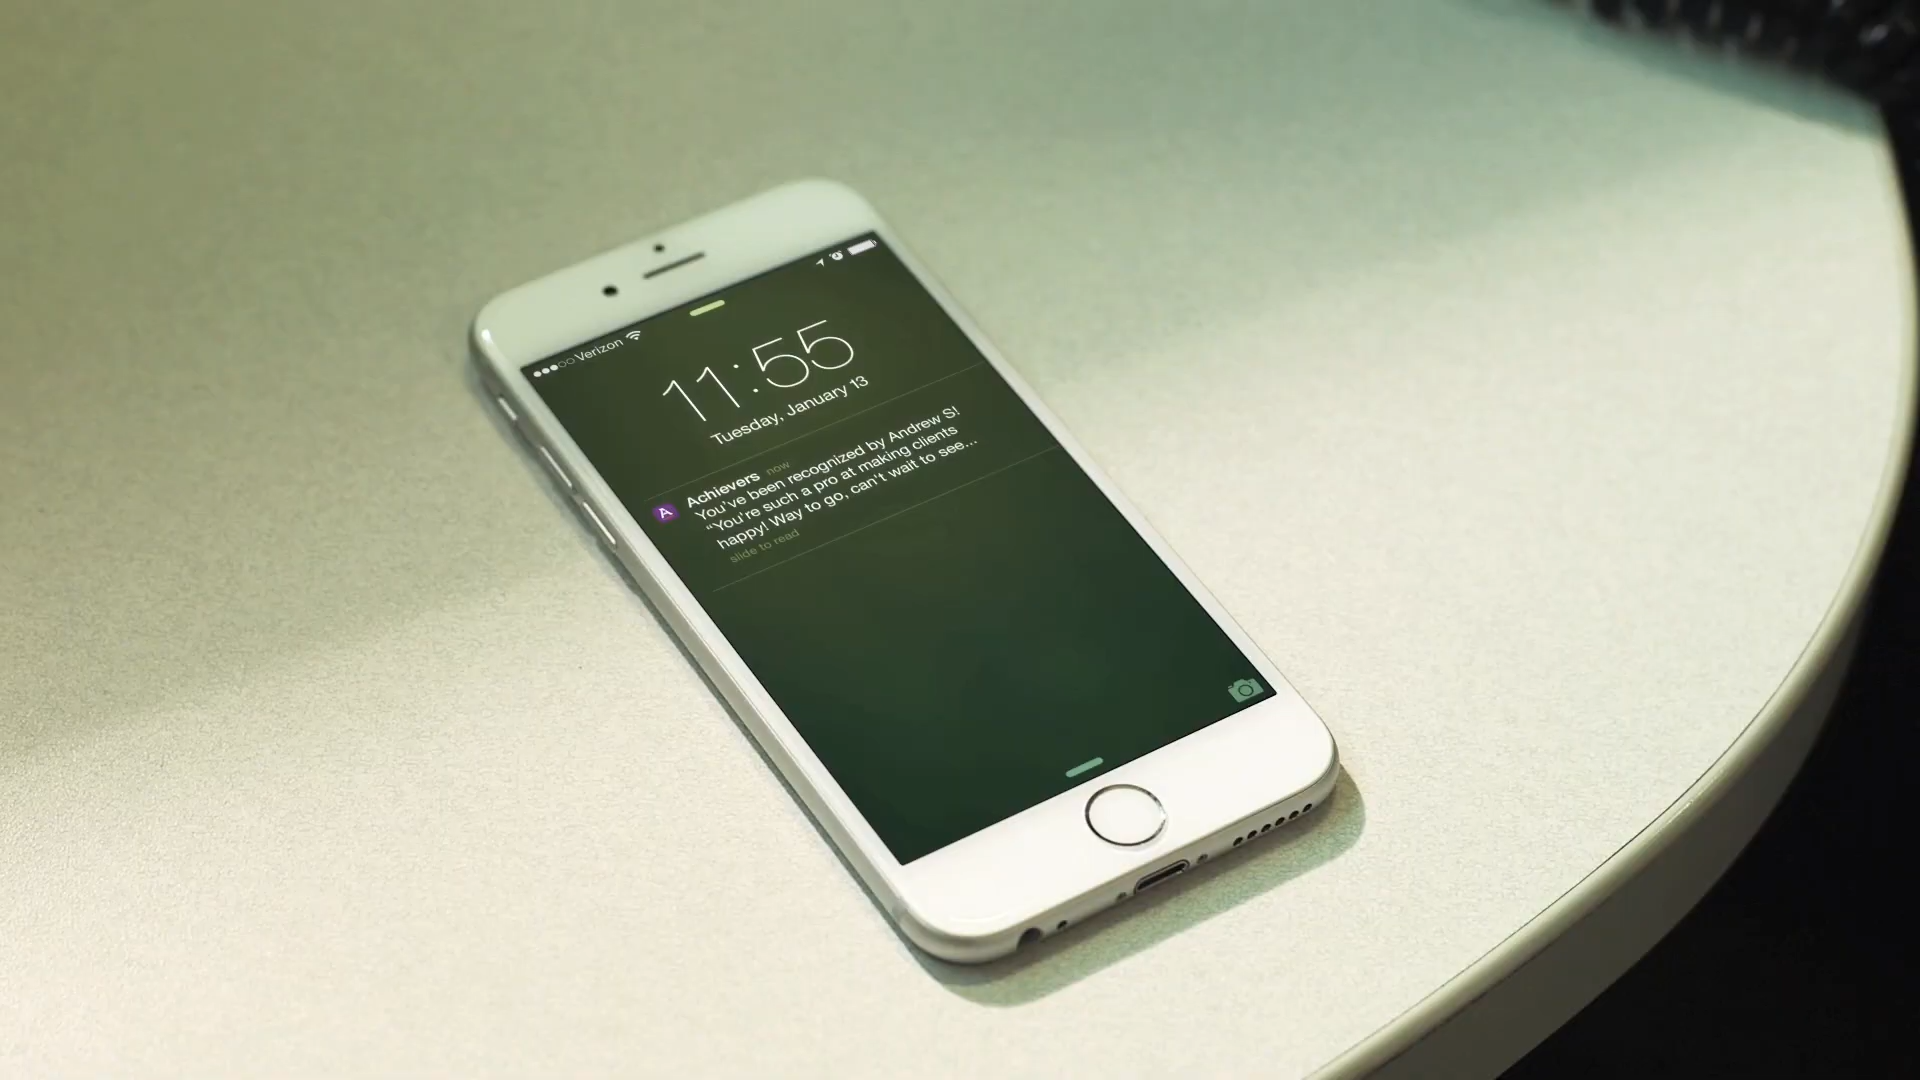 Verizon
11:55
Tuesday, January 13
A
Achievers now
You've been recognized by Andrew S!
"You're such a pro at making clients
happy! Way to go, can't wait to see...
slide to read